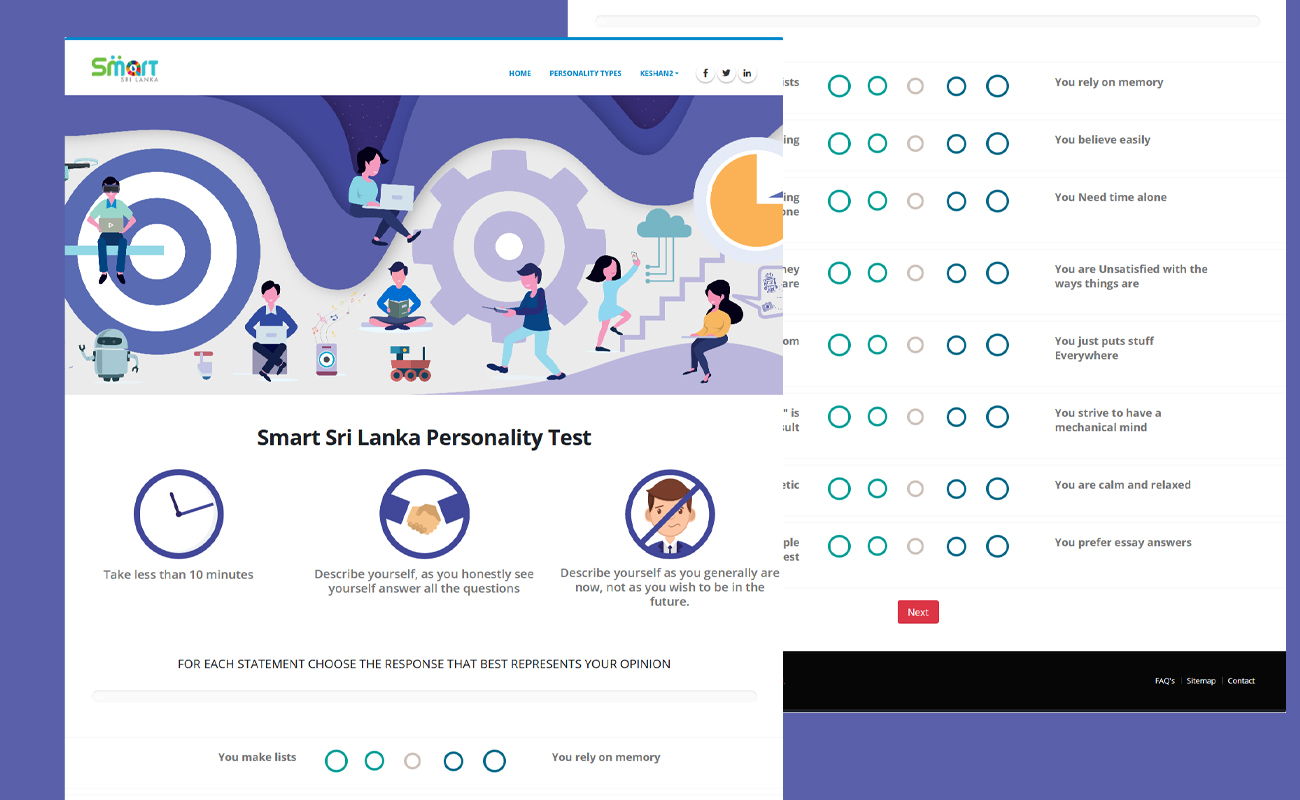 Smart
SRI LANKA
HOME PERSONALITY TYPES KESHAN2
Smart Sri Lanka Personality Test
Take less than 10 minutes
Describe yourself, as you honestly see
yourself answer all the questions
Describe yourself as you generally are
now, not as you wish to be in the
future.
FOR EACH STATEMENT CHOOSE THE RESPONSE THAT BEST REPRESENTS YOUR OPINION
You make lists You rely on memory
ists You rely on memory
ing You believe easily
ing You Need time alone
one
hey You are Unsatisfied with the
are ways things are
om You just puts stuff
Everywhere
" is You strive to have a
sult mechanical mind
etic You are calm and relaxed
ple You prefer essay answers
est
Next
FAQ's Sitemap Contact